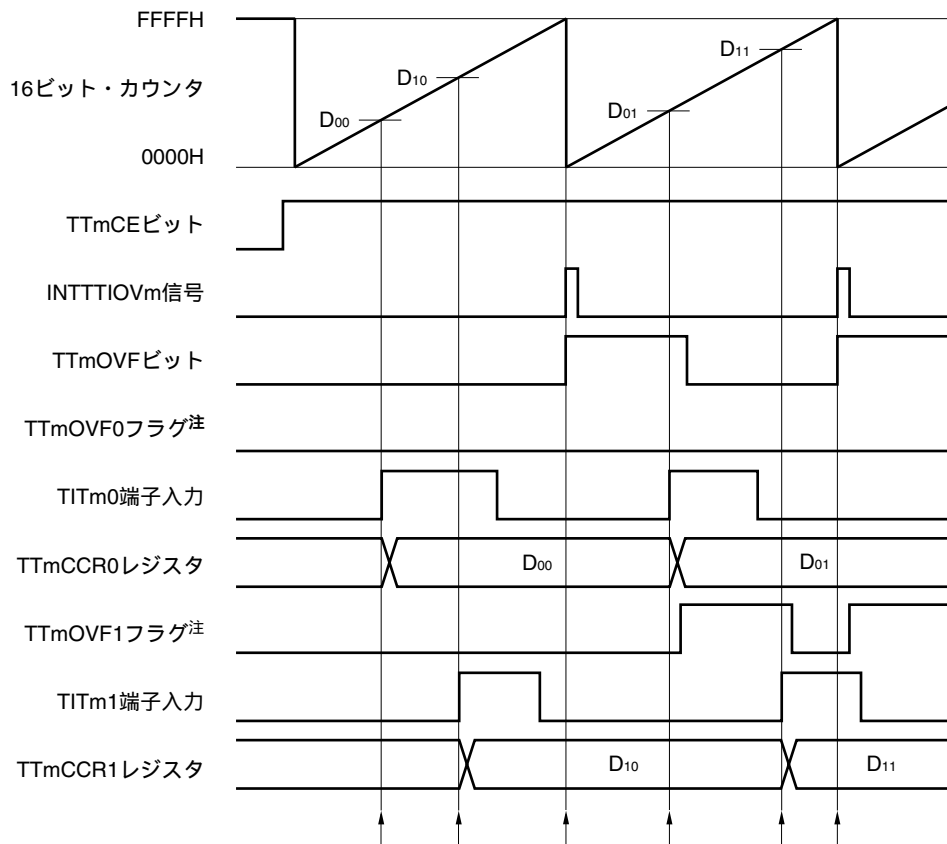 FFFFH
16ビット・カウンタ
0000H
D00
D10
D01
D11
TTmCEビット
INTTTIOVm信号
TTmOVFビット
TTmOVF0フラグ注
TITm0端子入力
TTmCCR0レジスタ
D00
D01
TTmOVF1フラグ注
TITm1端子入力
TTmCCR1レジスタ
D10
D11